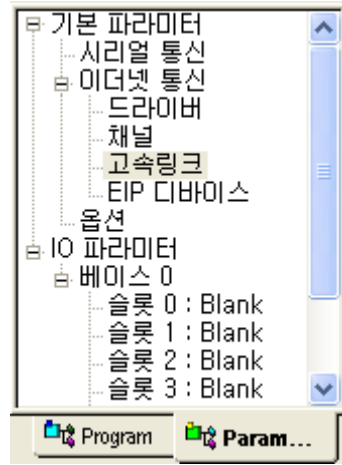 기본 파라미터
시리얼 통신
이더넷 통신
드라이버
채널
고속링크
EIP 디바이스
옵션
IO 파라미터
베이스 0
슬롯 0 : Blank
슬롯 1 : Blank
슬롯 2 : Blank
슬롯 3 : Blank
Program Param...